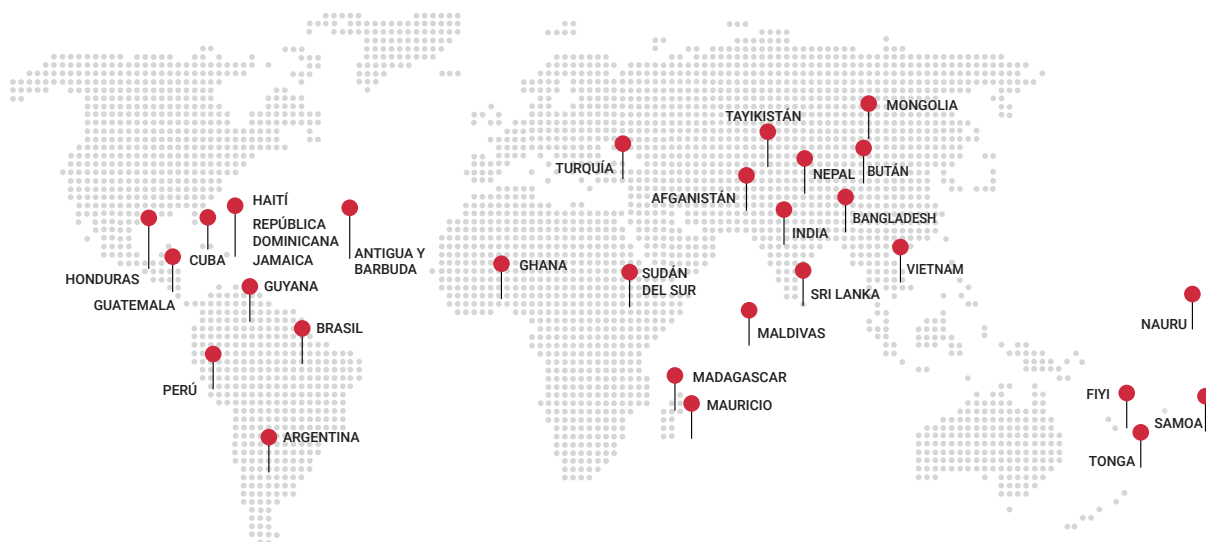 MONGOLIA
TAYIKISTÁN
TURQUÍA
NEPAL
BUTÁN
AFGANISTÁN
HAITÍ
REPÚBLICA
DOMINICANA
JAMAICA
CUBA
ANTIGUA Y
BARBUDA
BANGLADESH
INDIA
HONDURAS
GUATEMALA
GUYANA
GHANA
SUDÁN
DEL SUR
VIETNAM
SRI LANKA
BRASIL
MALDIVAS
NAURU
PERÚ
MADAGASCAR
MAURICIO
FIYI
SAMOA
ARGENTINA
TONGA